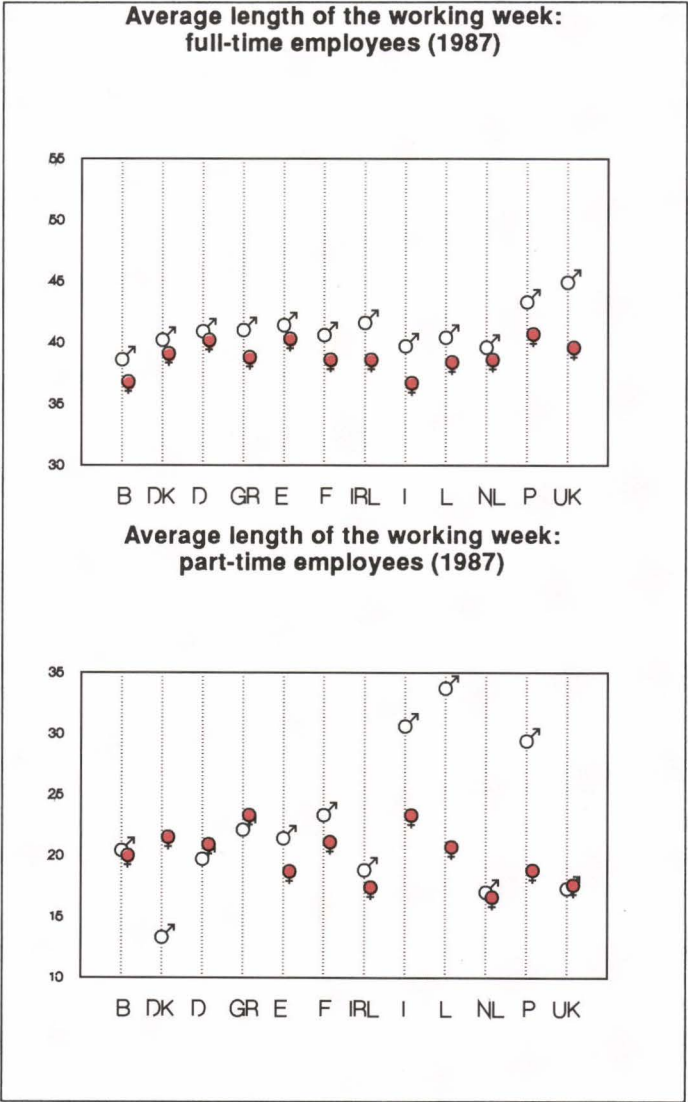 Average length of the working week:
full-time employees (1987)
55
50
45
40
35
30
B DK D GR E F IRL I L NL P UK
Average length of the working week:
part-time employees (1987)
35
30
25
20
15
10
B DK D GR E F IRL I L NL P UK